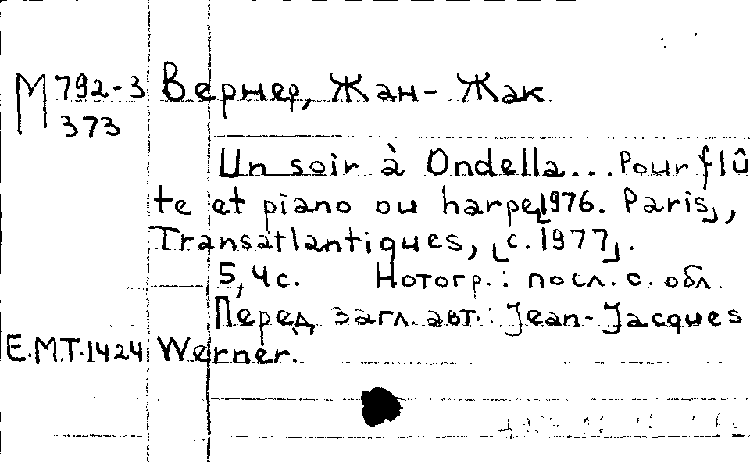 М 792-3 Вернер, Жан-Жак
373
Un soir à Ondella... Pour flû
te et piano ou harpe[1976. Paris],
Transatlantiques, [c.1977].
5,4с. Нотогр.: посл. с. обл.
Перед загл. авт.: Jean-Jacques
E.M.T.1424 Werner.